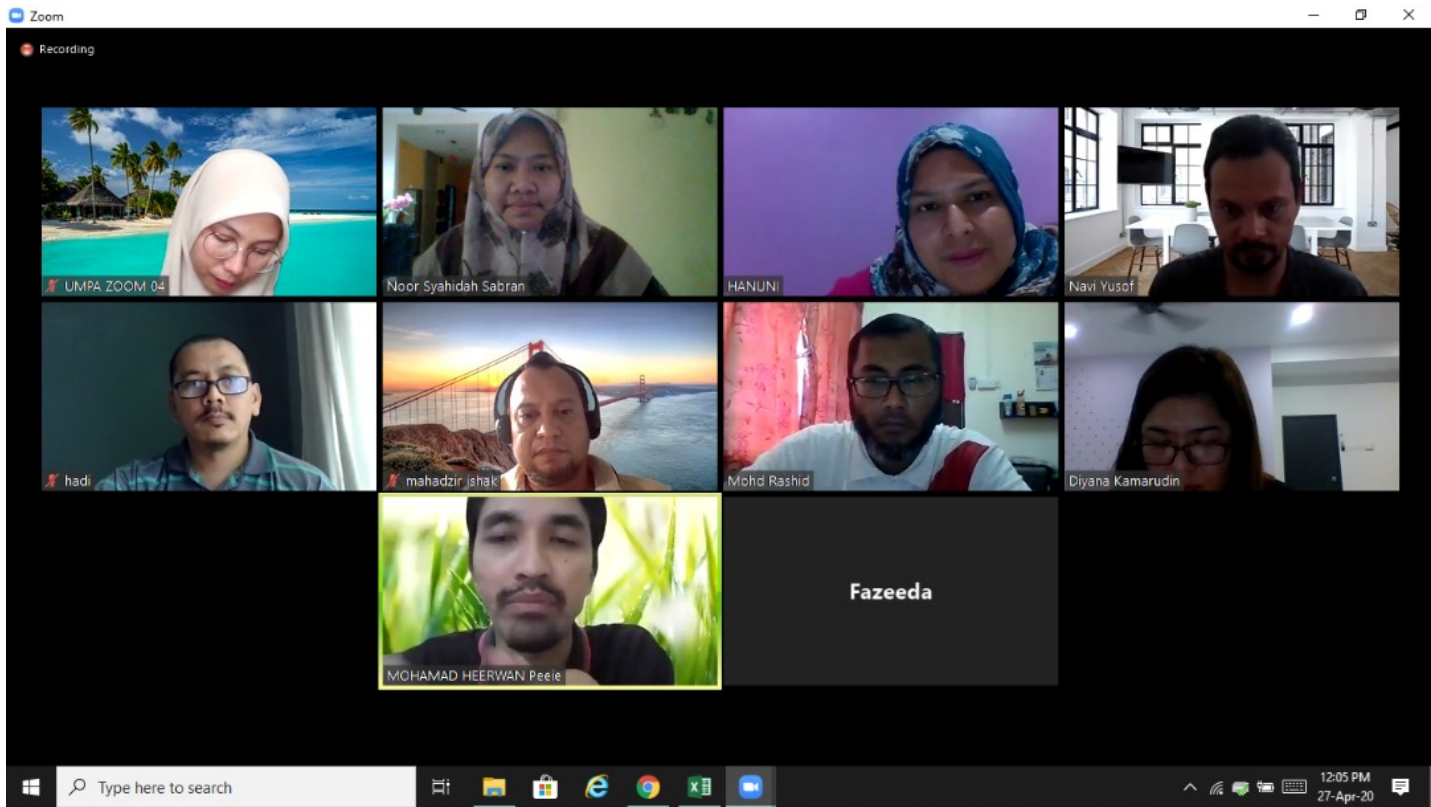 Zoom
Recording
UMPA ZOOM 04
Noor Syahidah Sabran
HANUNI
Navi Yusof
hadi
mahadzir ishak
Mohd Rashid
Diyana Kamarudin
MOHAMAD HEERWAN Peeie
Fazeeda
Type here to search
12:05 PM
27-Apr-20